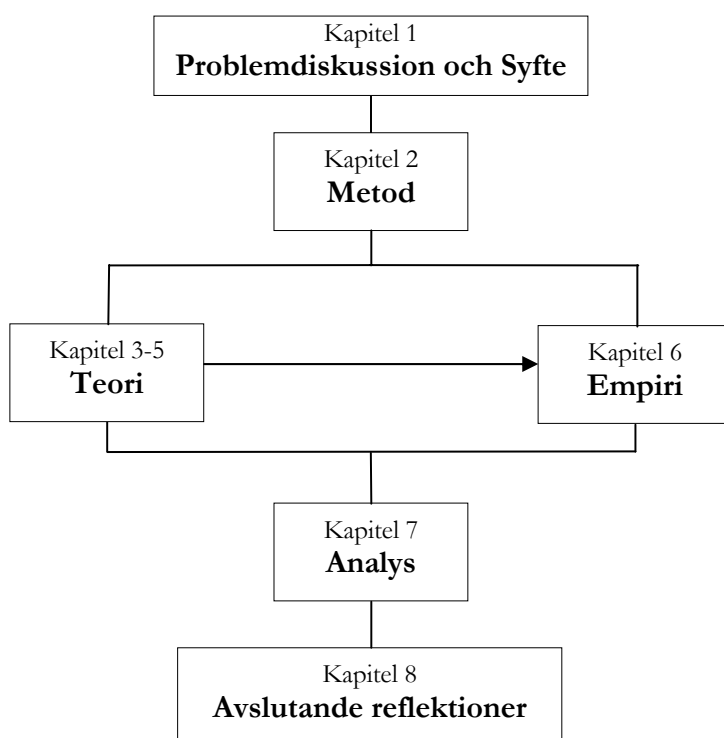 Kapitel 1
Problemdiskussion och Syfte
Kapitel 2
Metod
Kapitel 3-5
Teori
Kapitel 6
Empiri
Kapitel 7
Analys
Kapitel 8
Avslutande reflektioner